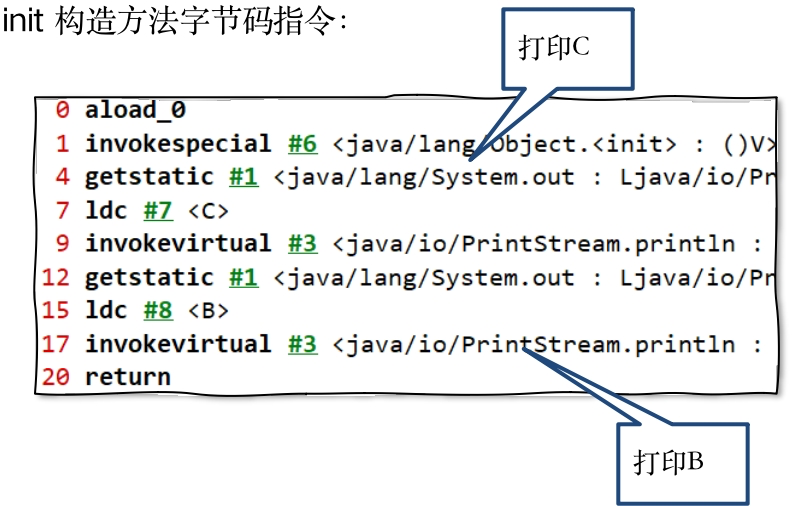 init 构造方法字节码指令：
打印C
0 aload_0
1 invokespecial #6 <java/lang/Object.<init> : ()V>
4 getstatic #1 <java/lang/System.out : Ljava/io/Pr
7 ldc #7 <C>
9 invokevirtual #3 <java/io/PrintStream.println :
12 getstatic #1 <java/lang/System.out : Ljava/io/Pr
15 ldc #8 <B>
17 invokevirtual #3 <java/io/PrintStream.println :
20 return
打印B